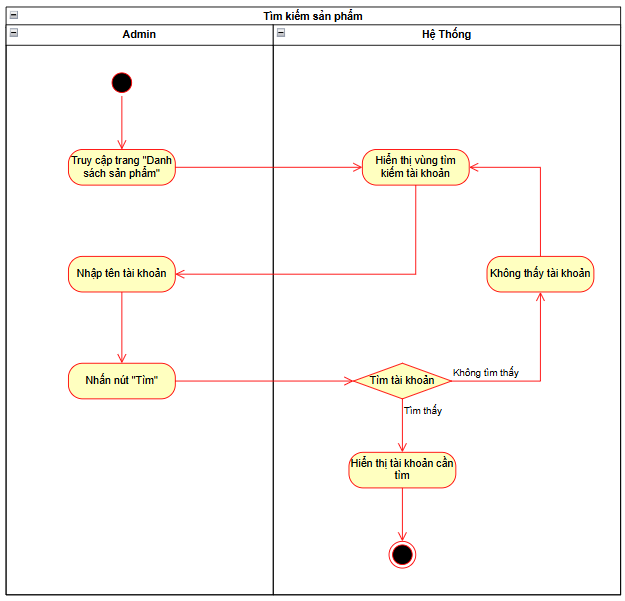 Tìm kiếm sản phẩm
Admin
Hệ Thống
Truy cập trang "Danh
sách sản phẩm"
Hiển thị vùng tìm
kiếm tài khoản
Nhập tên tài khoản
Không thấy tài khoản
Nhấn nút "Tìm"
Tìm tài khoản
Không tìm thấy
Tìm thấy
Hiển thị tài khoản cần
tìm